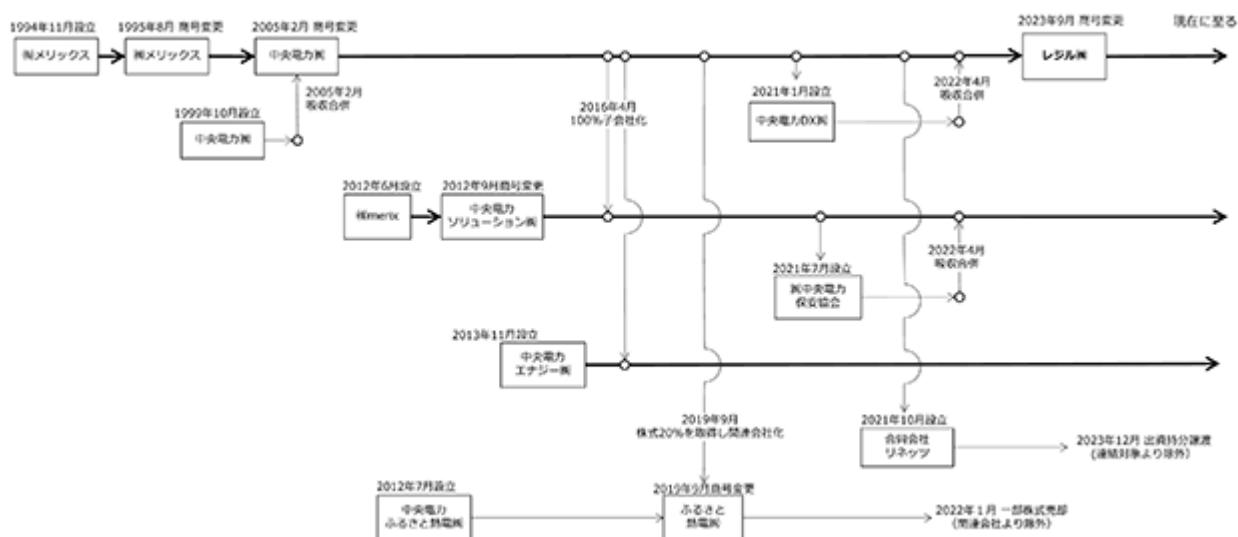 1994年11月設立
1995年8月 商号変更
2005年2月 商号変更
2023年9月 商号変更
現在に至る
㈲メリックス
㈱メリックス
中央電力㈱
レジル㈱
2005年2月
吸収合併
1999年10月設立
中央電力㈱
2016年4月
100%子会社化
2021年1月設立
中央電力DX㈱
2022年4月
吸収合併
2012年6月設立
2012年9月商号変更
㈱merix
中央電力
ソリューション㈱
2021年7月設立
㈱中央電力
保安協会
2022年4月
吸収合併
2013年11月設立
中央電力
エナジー㈱
2019年9月
株式20%を取得し関連会社化
2021年10月設立
合同会社
リネッツ
2023年12月 出資持分譲渡
(連結対象より除外)
2012年7月設立
2019年9月商号変更
中央電力
ふるさと熱電㈱
ふるさと
熱電㈱
2022年1月 一部株式売却
(関連会社より除外)